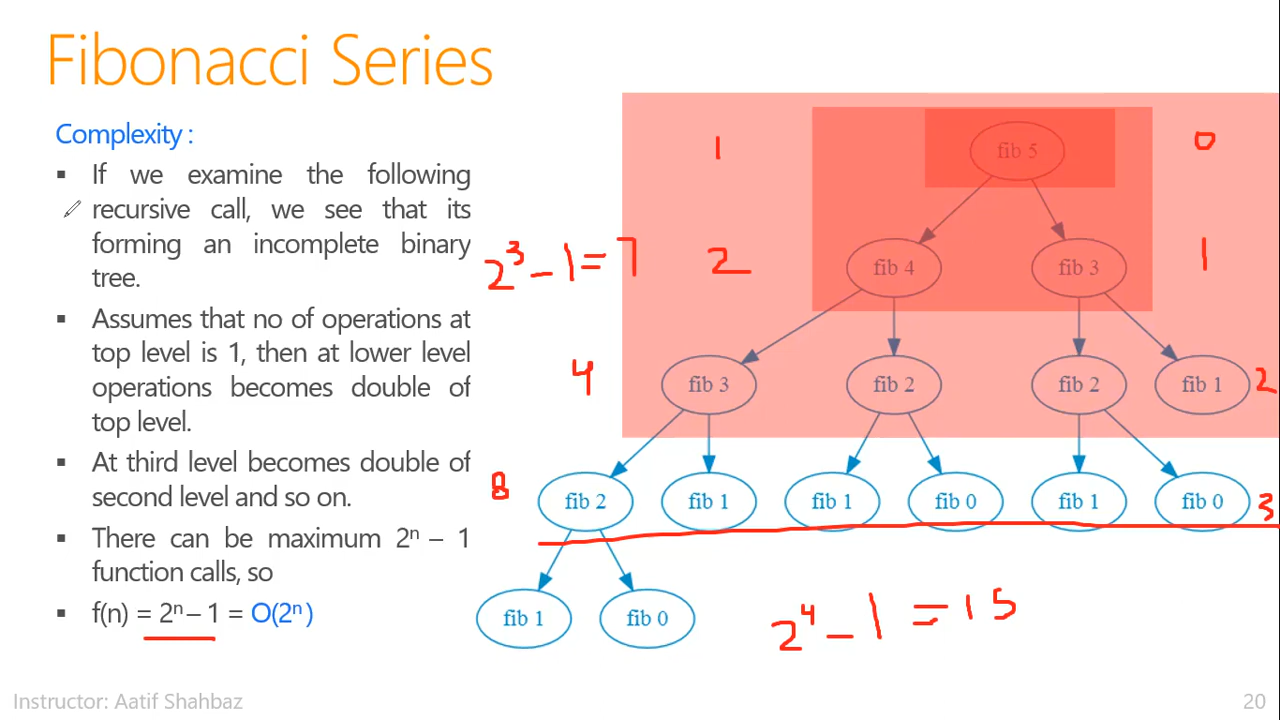 Fibonacci Series
Complexity :
▪ If we examine the following
recursive call, we see that its
forming an incomplete binary
tree.
▪ Assumes that no of operations at
top level is 1, then at lower level
operations becomes double of
top level.
▪ At third level becomes double of
second level and so on.
▪ There can be maximum 2ⁿ – 1
function calls, so
▪ f(n) = 2ⁿ – 1 = O(2ⁿ)
1 fib 5 0
2³ – 1 = 7 2 fib 4 fib 3 1
4 fib 3 fib 2 fib 2 fib 1 2
8 fib 2 fib 1 fib 1 fib 0 fib 1 fib 0 3
fib 1 fib 0
2⁴ – 1 = 15
Instructor: Aatif Shahbaz
20